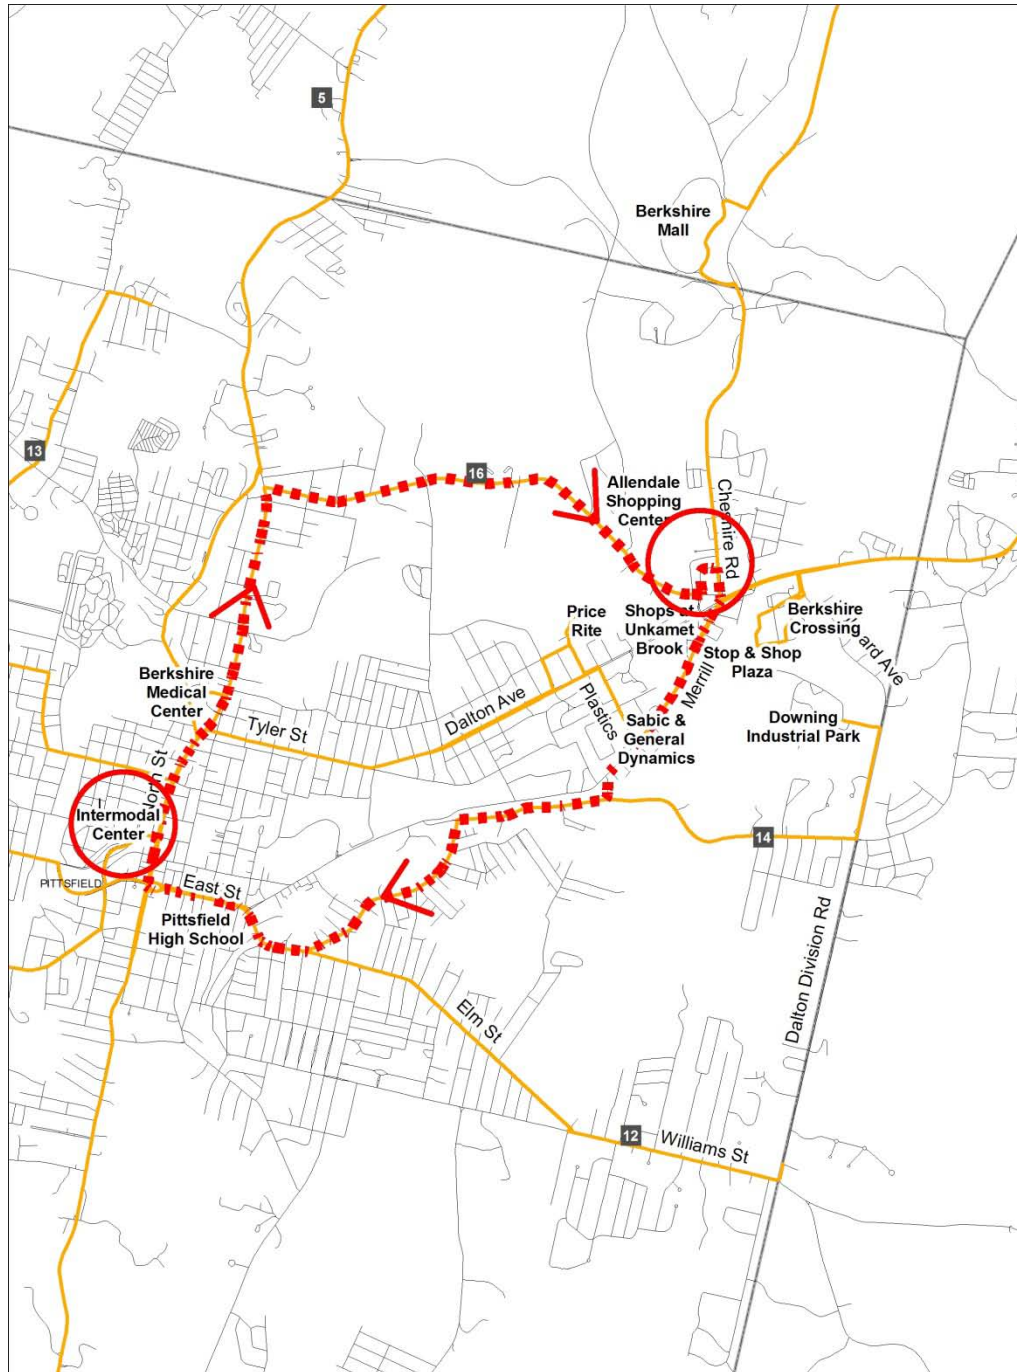 5
Berkshire
Mall
13
16
Allendale
Shopping
Center
Cheshire Rd
Price
Rite
Shops at
Unkamet
Brook
Berkshire
Crossing
Stop & Shop
Plaza
ard Ave
Merrill
Berkshire
Medical
Center
Tyler St
Dalton Ave
Plastics
Sabic &
General
Dynamics
Downing
Industrial Park
North St
Intermodal
Center
14
PITTSFIELD
East St
Pittsfield
High School
Dalton Division Rd
Elm St
12
Williams St